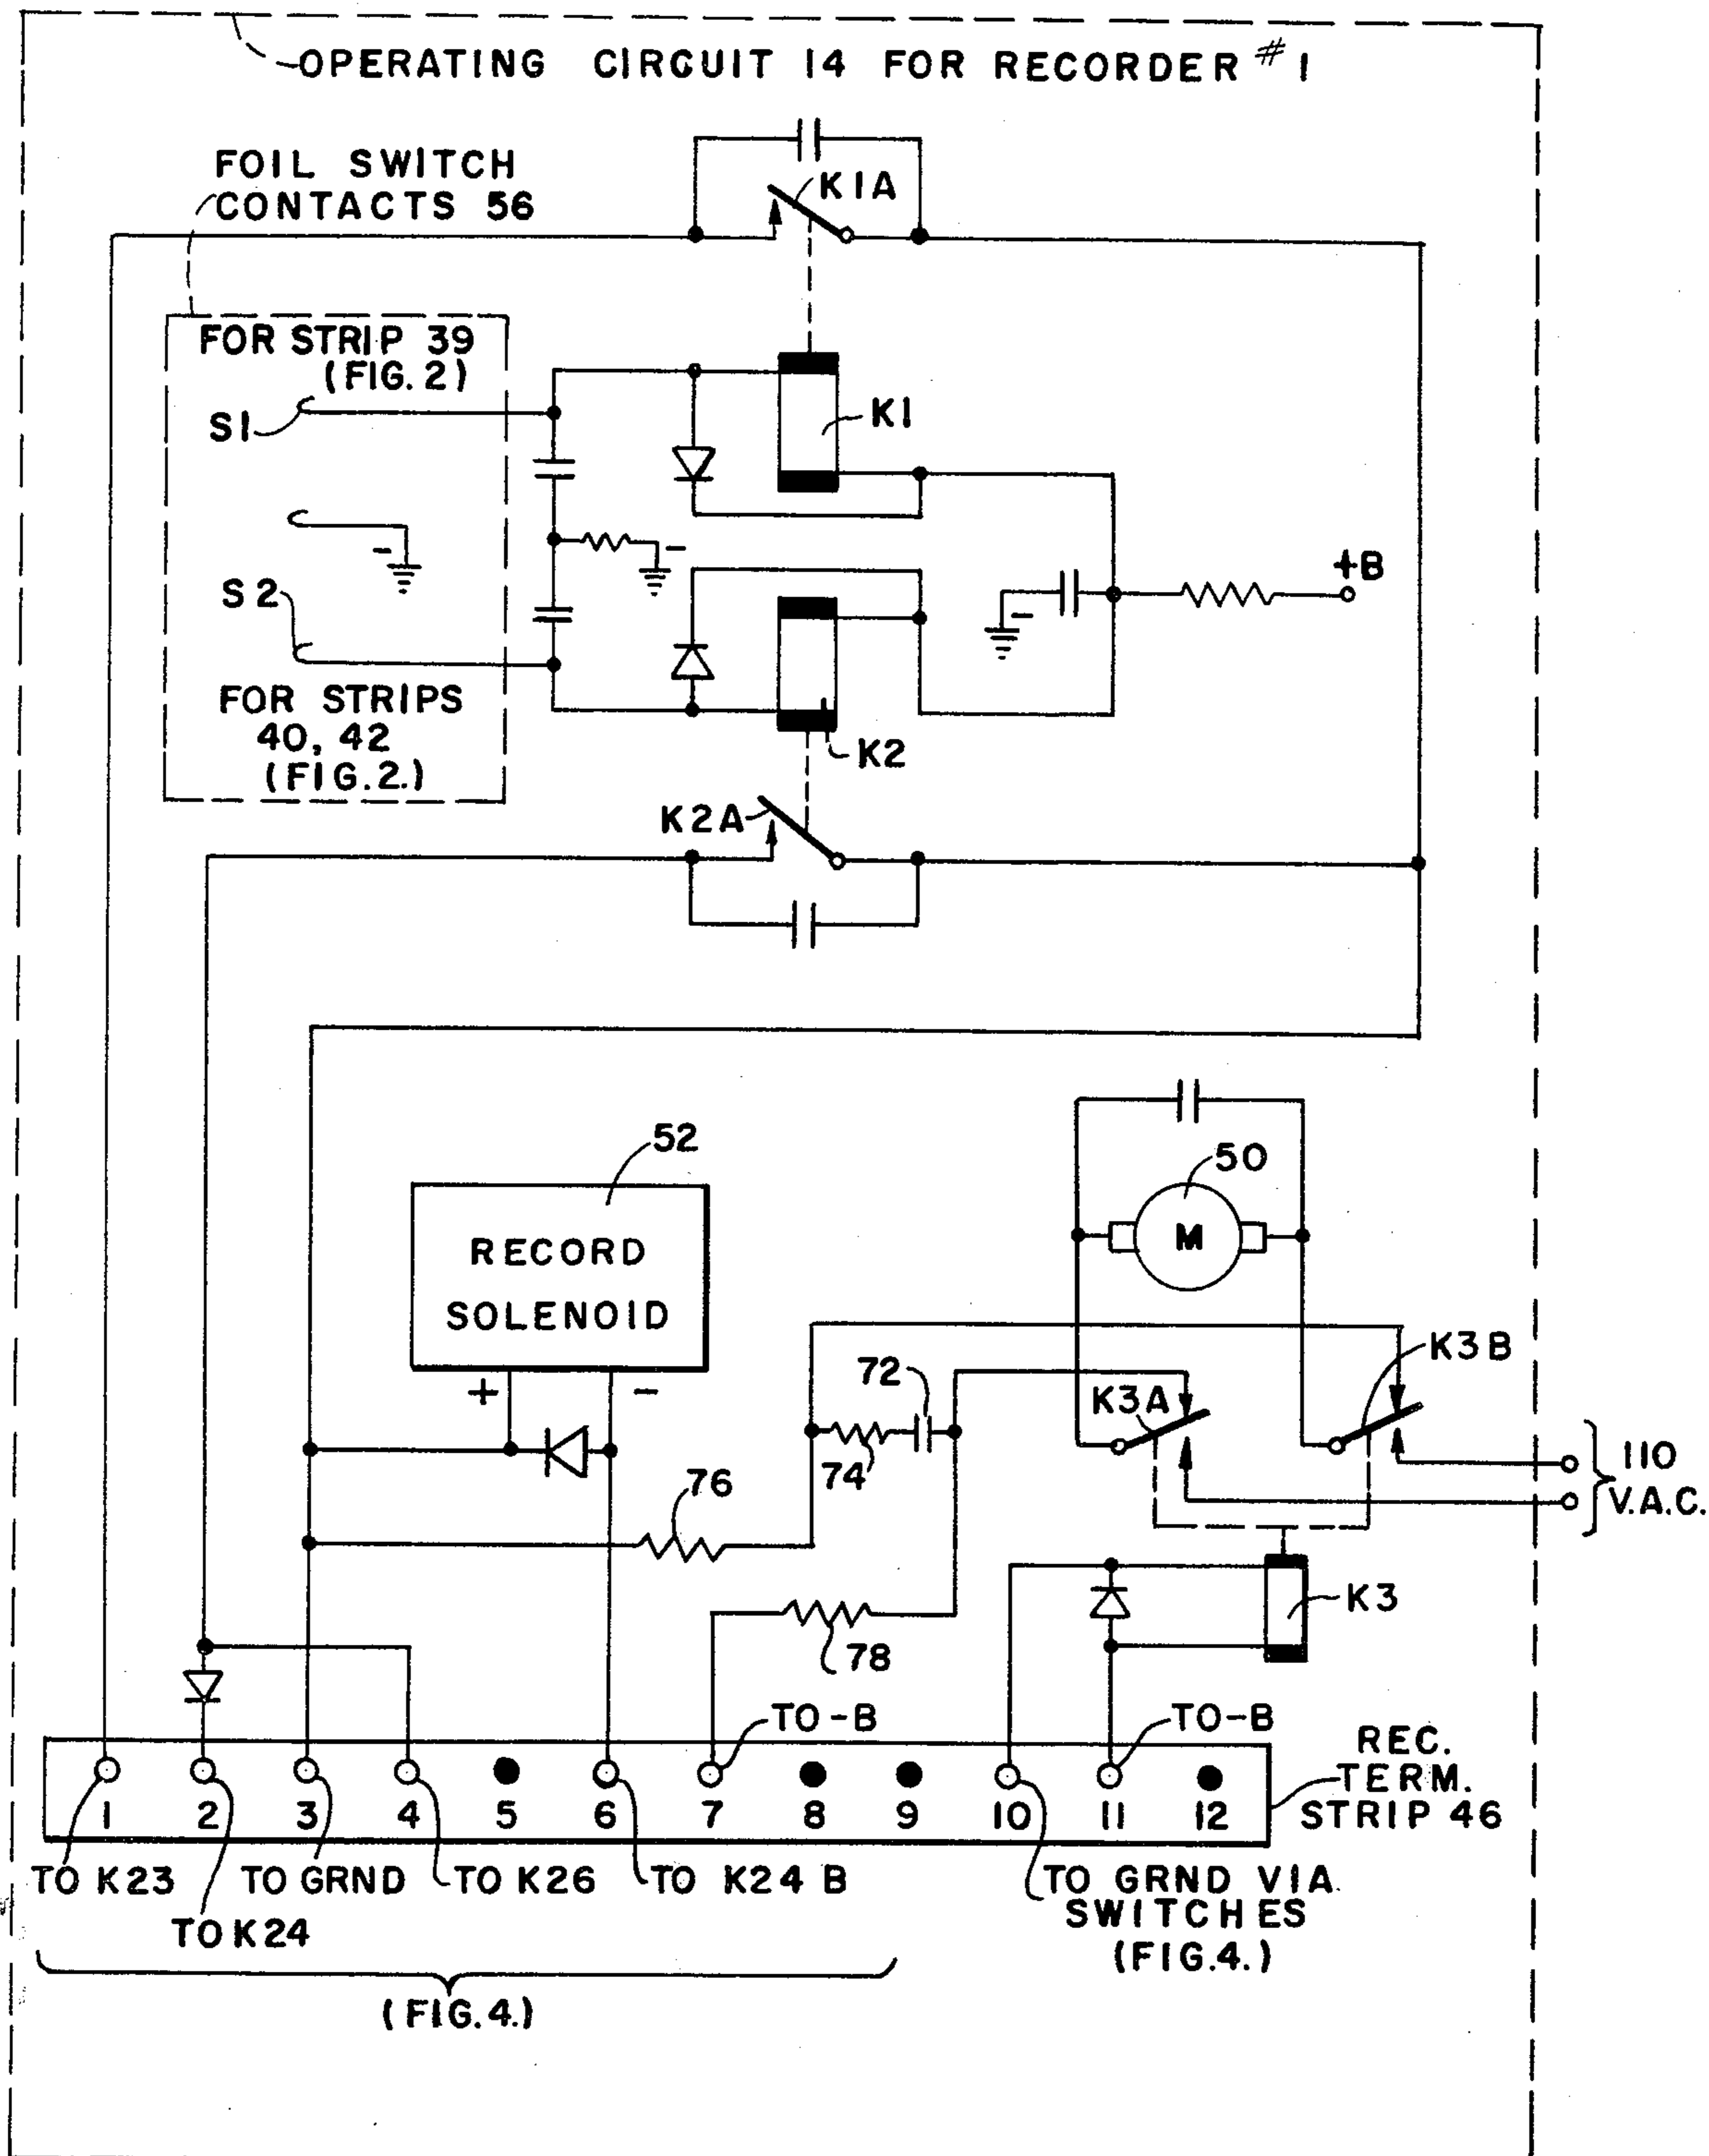 OPERATING CIRCUIT 14 FOR RECORDER #1
FOIL SWITCH
CONTACTS 56
K1A
FOR STRIP 39
(FIG. 2)
S1
K1
+B
-
-
-
S2
FOR STRIPS
40, 42
(FIG.2.)
K2
K2A
52
RECORD
SOLENOID
+
-
50
M
K3B
72
K3A
74
110
V.A.C.
76
K3
78
TO-B
TO-B
REC.
TERM.
STRIP 46
1 2 3 4 5 6 7 8 9 10 11 12
TO K23
TO GRND
TO K26
TO K24 B
TO GRND VIA
SWITCHES
(FIG.4.)
TO K24
(FIG.4.)